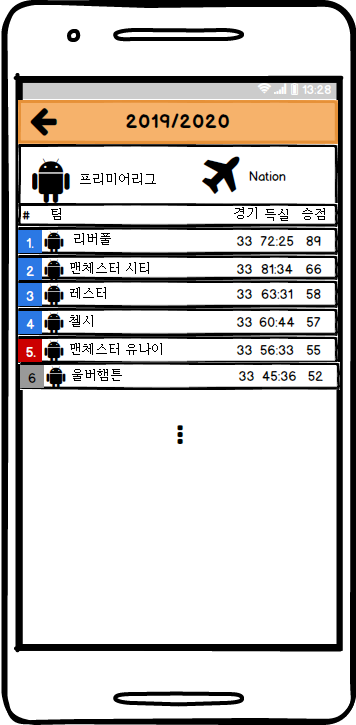 13:28
2019/2020
프리미어리그 Nation
# 팀 경기 득실 승점
1. 리버풀 33 72:25 89
2 맨체스터 시티 33 81:34 66
3 레스터 33 63:31 58
4 첼시 33 60:44 57
5. 맨체스터 유나이 33 56:33 55
6 울버햄튼 33 45:36 52